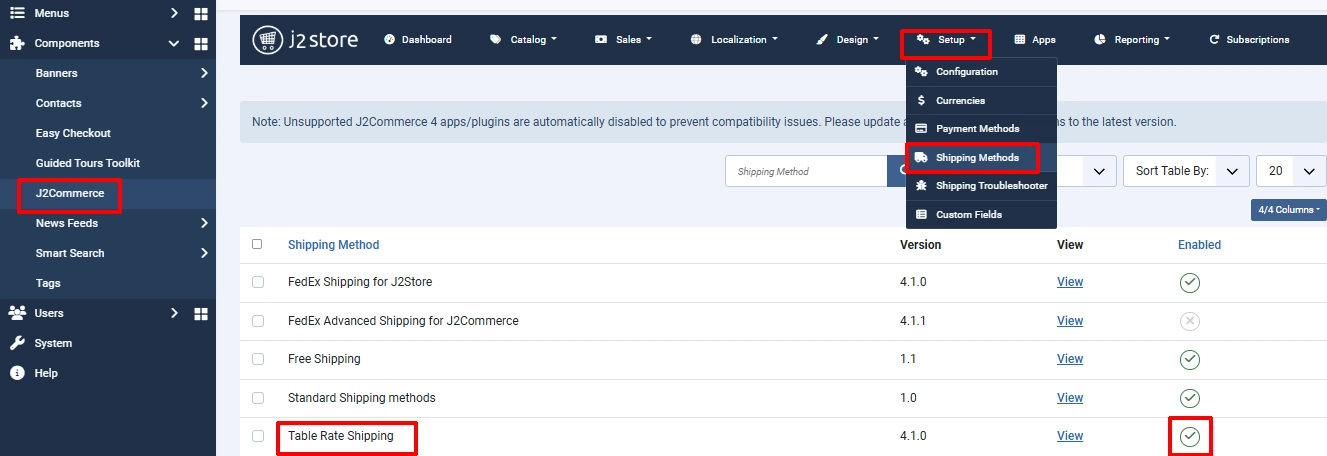 Menus
Components
Banners
Contacts
Easy Checkout
Guided Tours Toolkit
J2Commerce
News Feeds
Smart Search
Tags
Users
System
Help
j2store
Dashboard
Catalog
Sales
Localization
Design
Setup
Apps
Reporting
Subscriptions
Configuration
Currencies
Payment Methods
Shipping Methods
Shipping Troubleshooter
Custom Fields
Note: Unsupported J2Commerce 4 apps/plugins are automatically disabled to prevent compatibility issues. Please update a
ns to the latest version.
Shipping Method
Sort Table By:
20
4/4 Columns
Shipping Method Version View Enabled
FedEx Shipping for J2Store 4.1.0 View
FedEx Advanced Shipping for J2Commerce 4.1.1 View
Free Shipping 1.1 View
Standard Shipping methods 1.0 View
Table Rate Shipping 4.1.0 View